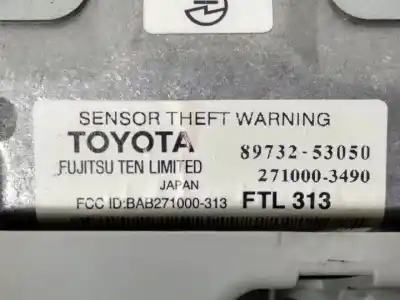 SENSOR THEFT WARNING
TOYOTA 89732-53050
FUJITSU TEN LIMITED 271000-3490
JAPAN
FCC ID:BAB271000-313 FTL 313